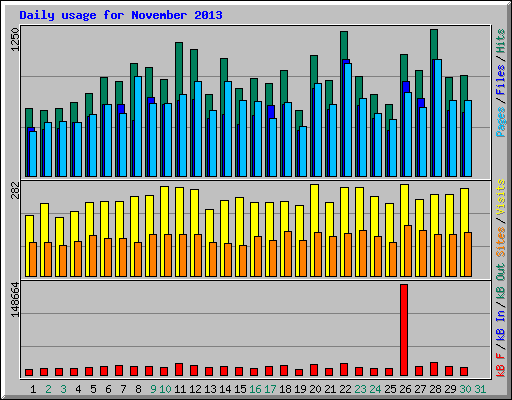 Daily usage for November 2013
1250
Pages / Files / Hits
282
Sites / Visits
148664
kB F / kB In / kB Out
1 2 3 4 5 6 7 8 9 10 11 12 13 14 15 16 17 18 19 20 21 22 23 24 25 26 27 28 29 30 31